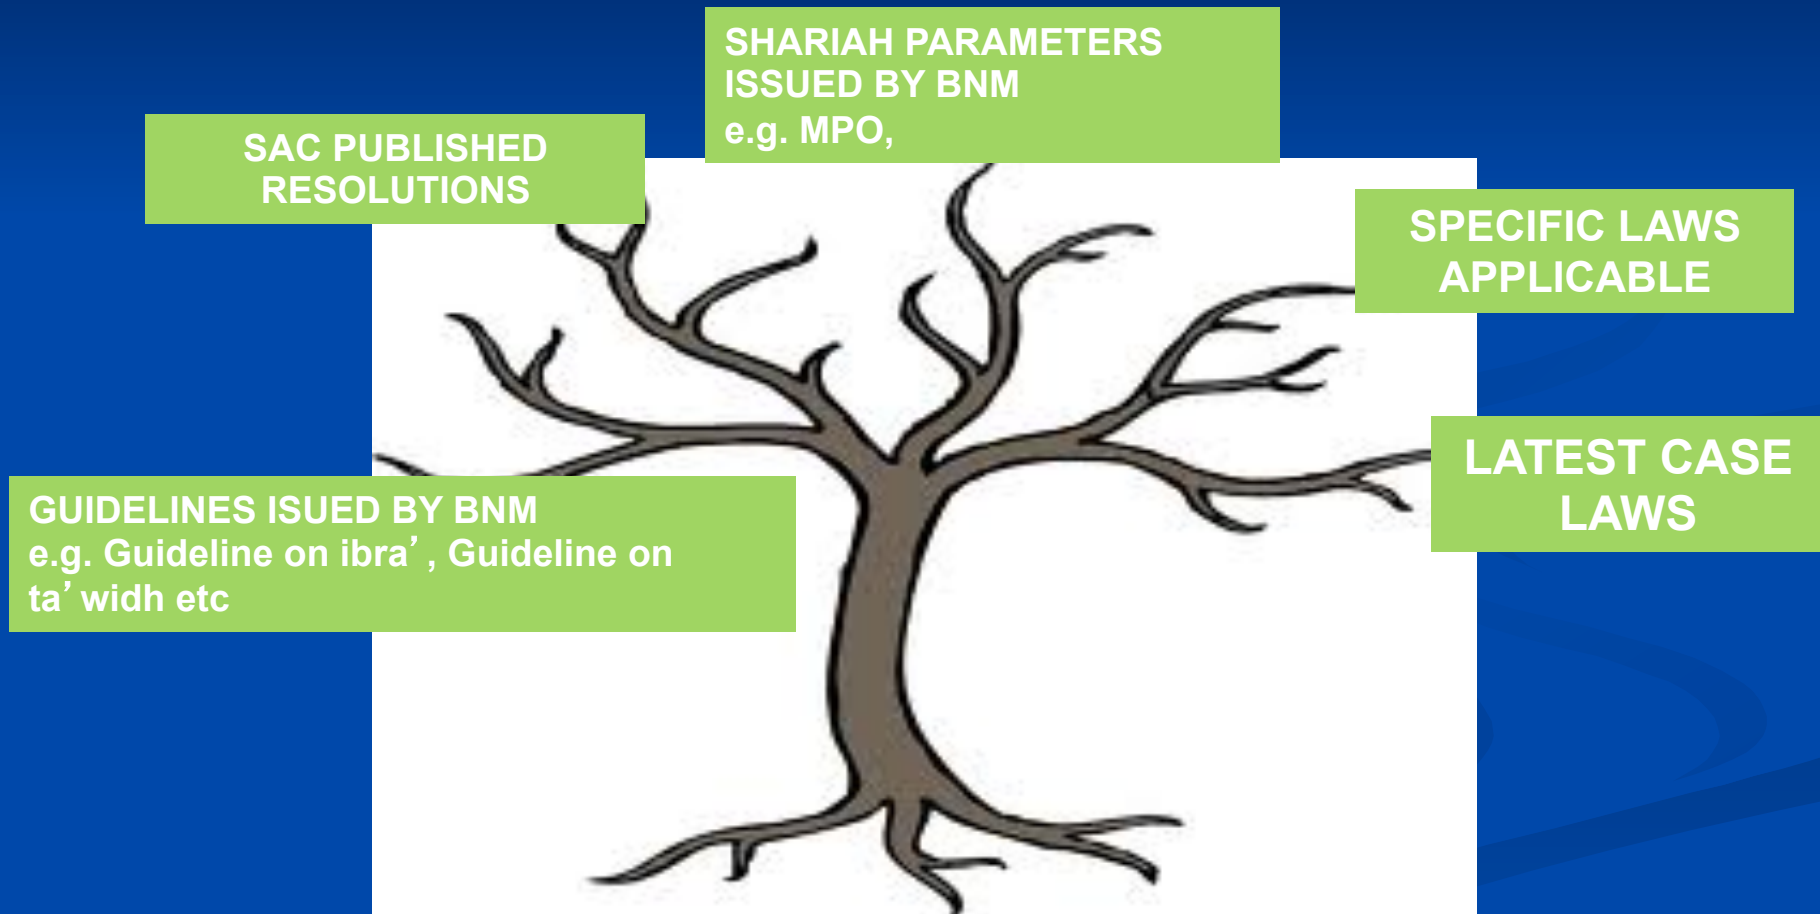 SHARIAH PARAMETERS
ISSUED BY BNM
e.g. MPO,
SAC PUBLISHED
RESOLUTIONS
SPECIFIC LAWS
APPLICABLE
LATEST CASE
LAWS
GUIDELINES ISUED BY BNM
e.g. Guideline on ibra’, Guideline on
ta’widh etc